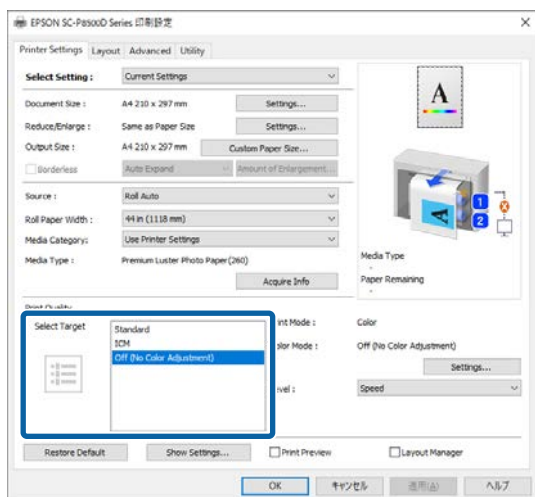 EPSON SC-P8500D Series 印刷設定
Printer Settings Layout Advanced Utility
Select Setting : Current Settings
A
Document Size : A4 210 x 297 mm Settings...
Reduce/Enlarge : Same as Paper Size Settings...
Output Size : A4 210 x 297 mm Custom Paper Size...
Borderless Auto Expand Amount of Enlargement...
Source : Roll Auto
1
2
A
Roll Paper Width : 44 in (1118 mm)
Media Category: Use Printer Settings
Media Type : Premium Luster Photo Paper(260)
Media Type
-
Acquire Info
Paper Remaining
-
Print Quality
Select Target
Standard
ICM
Off (No Color Adjustment)
int Mode : Color
olor Mode : Off (No Color Adjustment)
Settings...
evel : Speed
Restore Default Show Settings... Print Preview Layout Manager
OK キャンセル 適用(A) ヘルプ